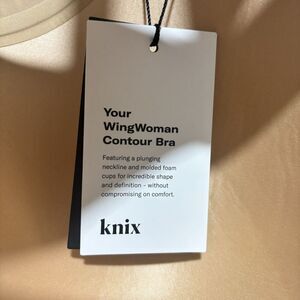 Your
WingWoman
Contour Bra
Featuring a plunging
neckline and molded foam
cups for incredible shape
and definition – without
compromising on comfort.
knix